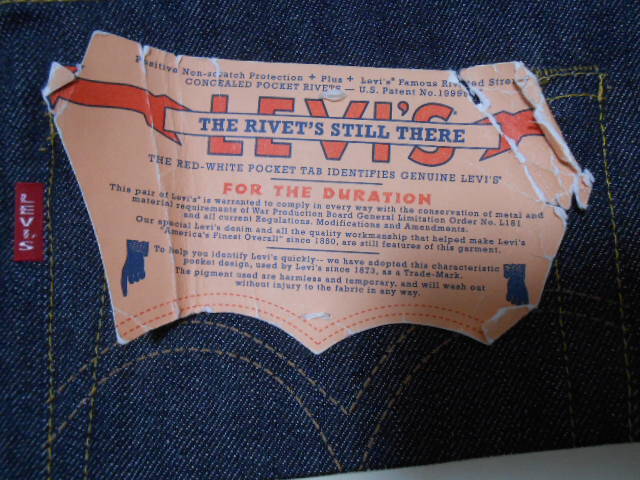 Positive Non-scratch Protection + Plus + Levi's® Famous Riveted
CONCEALED POCKET RIVETS — U.S. Patent
LEVI'S
THE RIVET'S STILL THERE
THE RED-WHITE POCKET TAB IDENTIFIES GENUINE LEVI'S®
FOR THE DURATION
This pair of Levi's® is warranted to comply in every way with the conservation of metal and
material requirements of War Production Board General Limitation Order No. L181
and all current Regulations, Modifications and Amendments.
Our special Levi's denim and all the quality workmanship that helped make Levi's
"America's Finest Overall" since 1850, are still features of this garment.
To help you identify Levi's quickly-- we have adopted this characteristic
pocket design, used by Levi's since 1873, as a Trade-Mark.
The pigment used are harmless and temporary, and will wash out
without injury to the fabric in any way.
LEVI'S